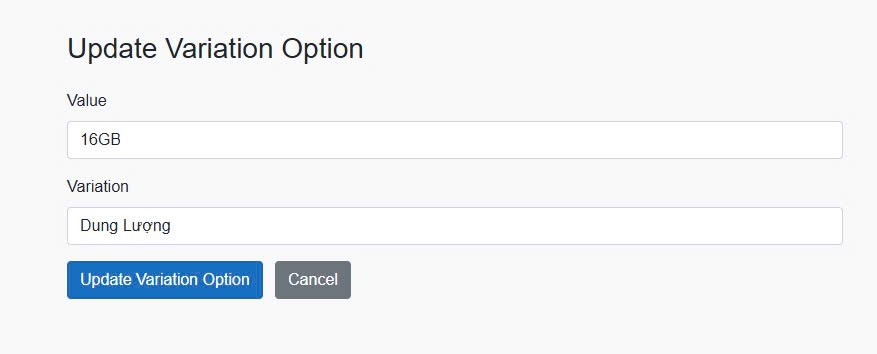 Update Variation Option
Value
16GB
Variation
Dung Lượng
Update Variation Option
Cancel